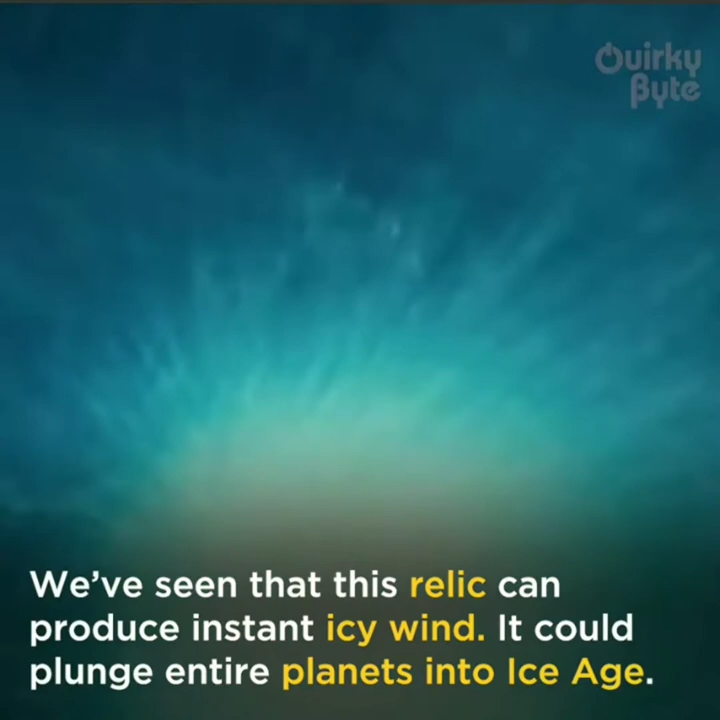 Quirky
Byte
We've seen that this relic can
produce instant icy wind. It could
plunge entire planets into Ice Age.